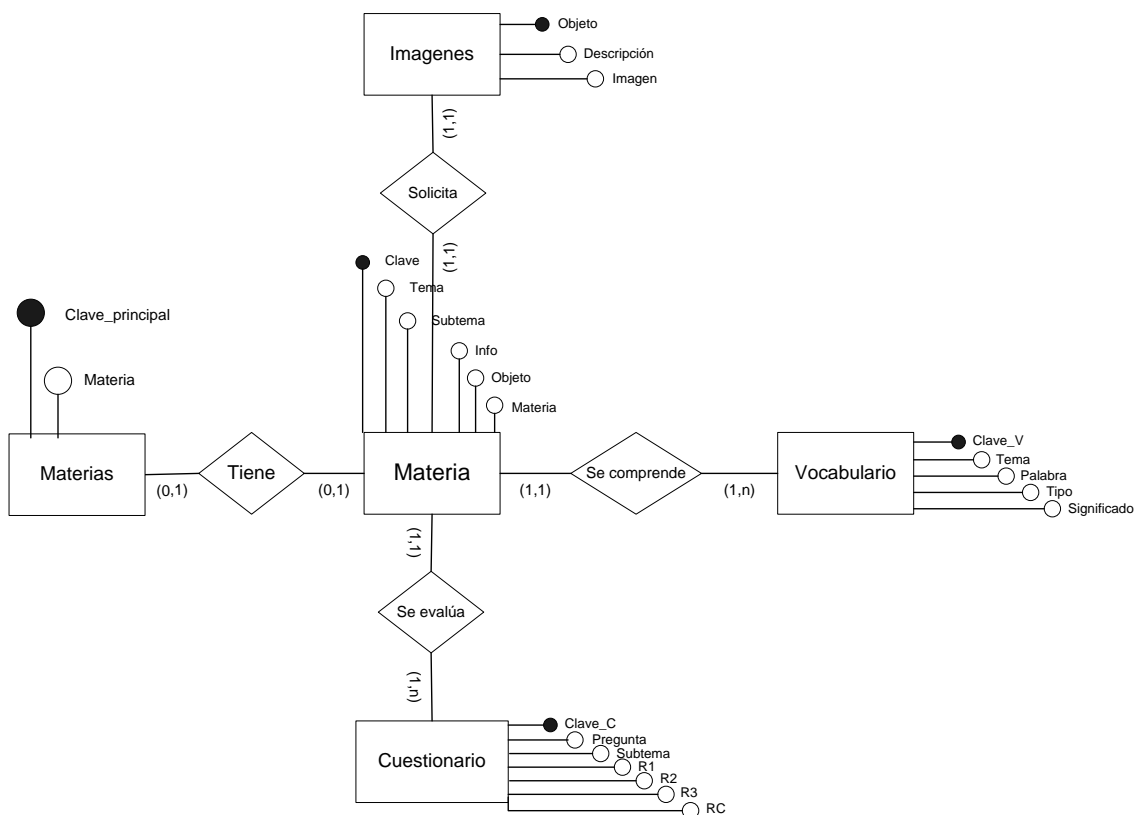 Objeto
Imagenes
Descripción
Imagen
(1,1)
Solicita
(1,1)
Clave
Tema
Subtema
Info
Objeto
Materia
Clave_principal
Materia
Materias
(0,1)
Tiene
(0,1)
Materia
(1,1)
Se comprende
(1,n)
Vocabulario
Clave_V
Tema
Palabra
Tipo
Significado
(1,1)
Se evalúa
(1,n)
Cuestionario
Clave_C
Pregunta
Subtema
R1
R2
R3
RC